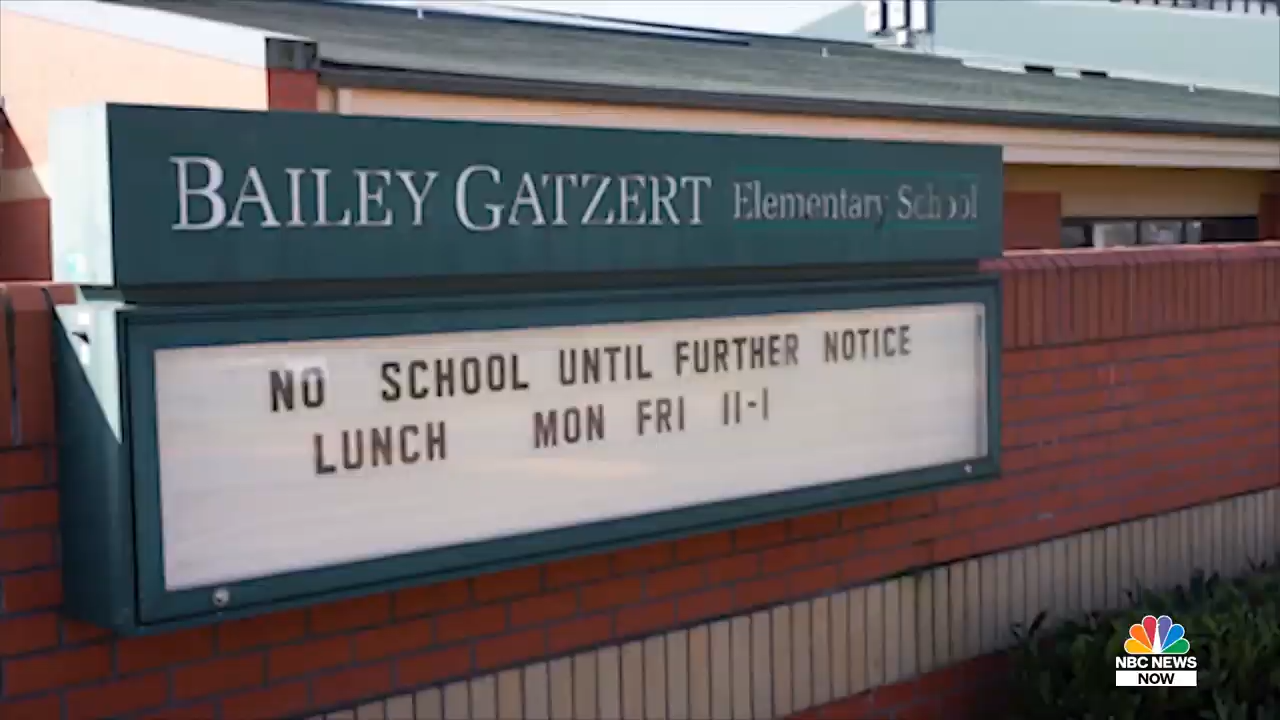 BAILEY GATZERT Elementary School
NO SCHOOL UNTIL FURTHER NOTICE
LUNCH MON FRI 11-1
NBC NEWS
NOW